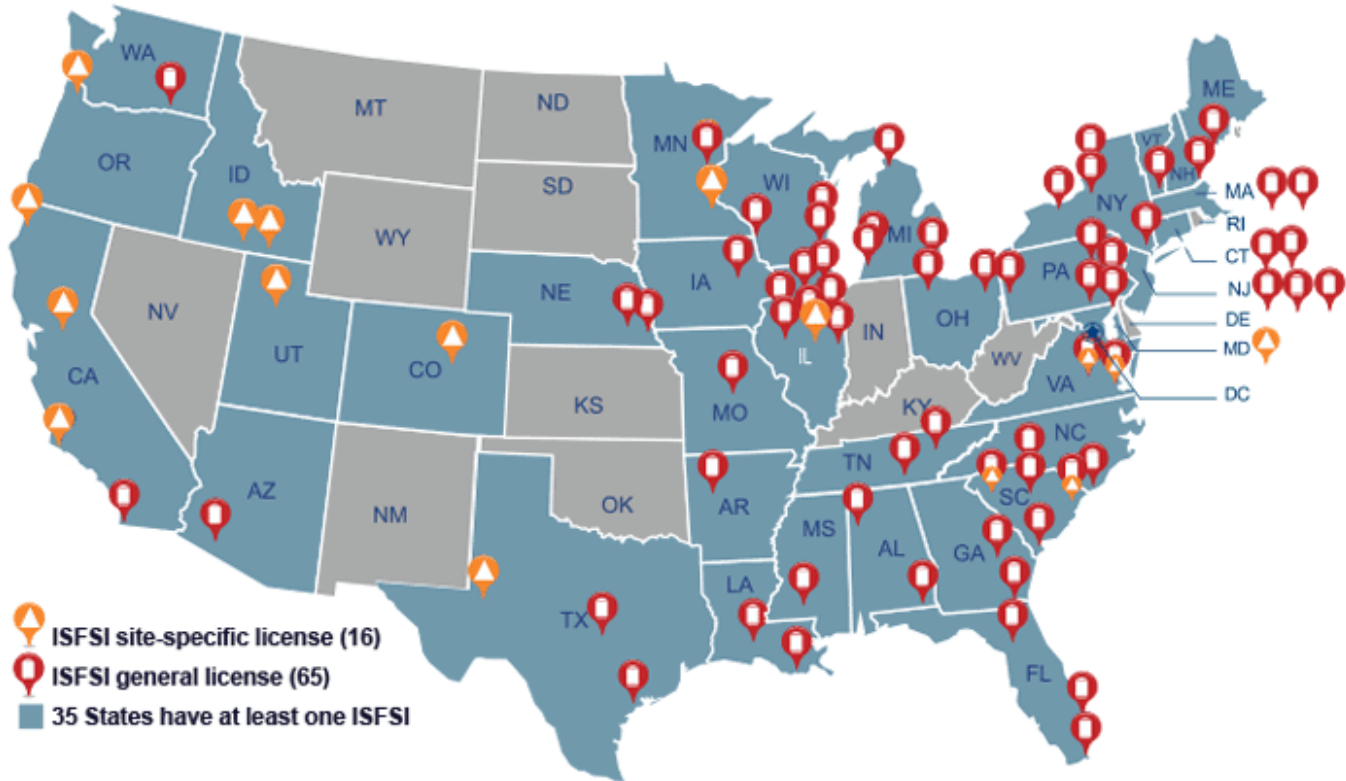 WA
MT
ND
MN
ME
OR
ID
SD
WI
VT
NH
NY
MA
WY
MI
RI
CT
IA
PA
NE
NJ
NV
OH
DE
UT
CO
IL
IN
WV
MD
CA
VA
DC
KS
MO
KY
NC
TN
AZ
OK
AR
SC
NM
MS
AL
GA
LA
TX
FL
ISFSI site-specific license (16)
ISFSI general license (65)
35 States have at least one ISFSI